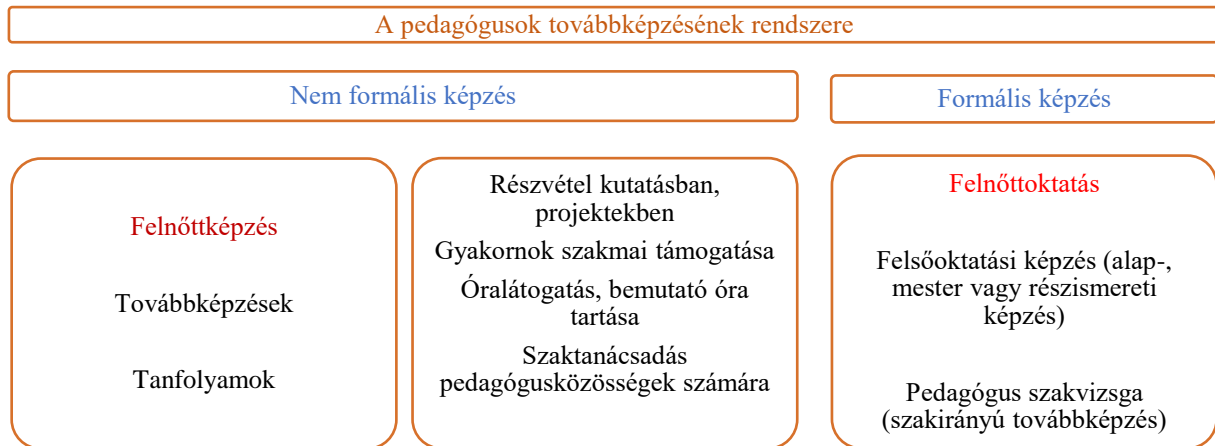 A pedagógusok továbbképzésének rendszere
Nem formális képzés
Formális képzés
Felnőttképzés
Továbbképzések
Tanfolyamok
Részvétel kutatásban,
projektekben
Gyakornok szakmai támogatása
Óralátogatás, bemutató óra
tartása
Szaktanácsadás
pedagógusközösségek számára
Felnőttoktatás
Felsőoktatási képzés (alap-,
mester vagy részismereti
képzés)
Pedagógus szakvizsga
(szakirányú továbbképzés)